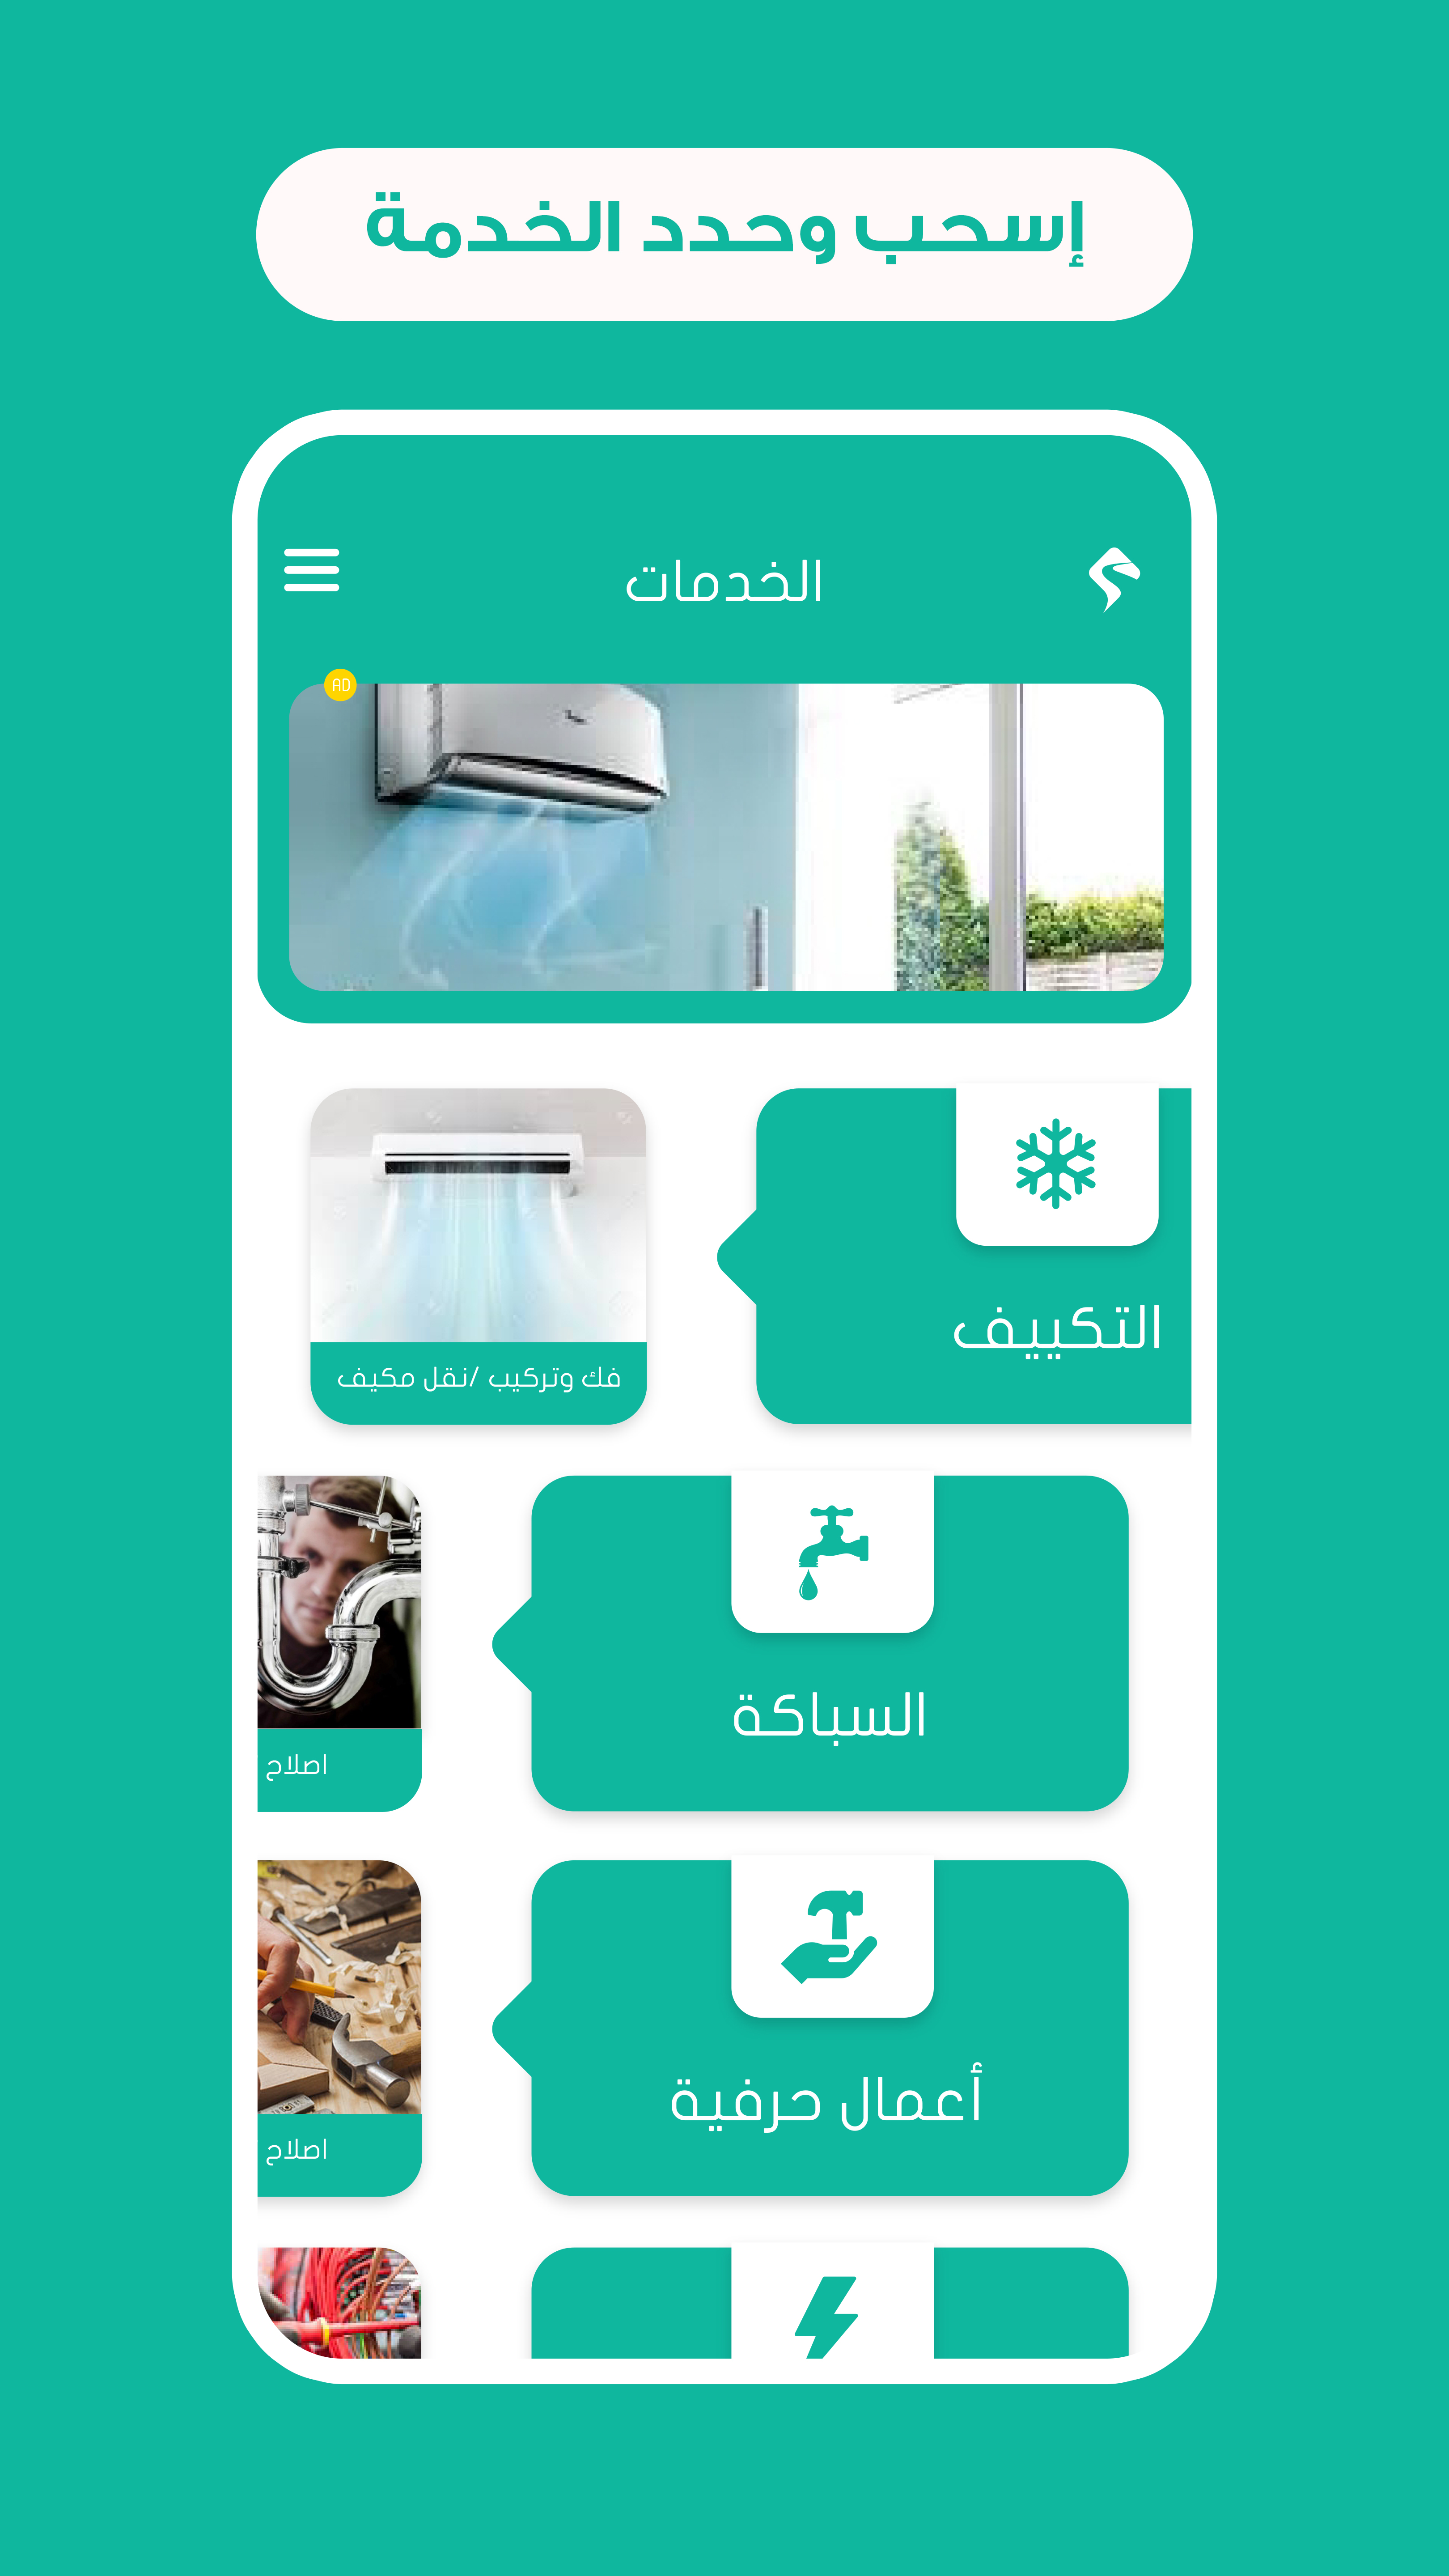 إسحب وحدد الخدمة
الخدمات
AD
التكييف
فك وتركيب /نقل مكيف
السباكة
اصلاح
أعمال حرفية
اصلاح